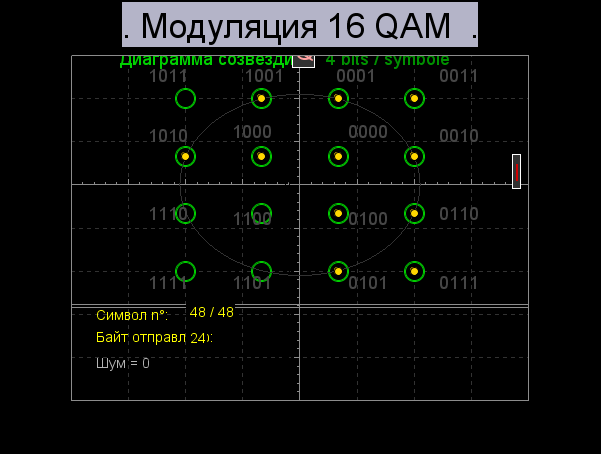 . Модуляция 16 QAM .
Диаграмма созвезди 4 bits / symbole
1011 1001 0001 0011
1010 1000 0000 0010
1110 1100 0100 0110
1111 1101 0101 0111
Символ n°: 48 / 48
Байт отправл 24):
Шум = 0